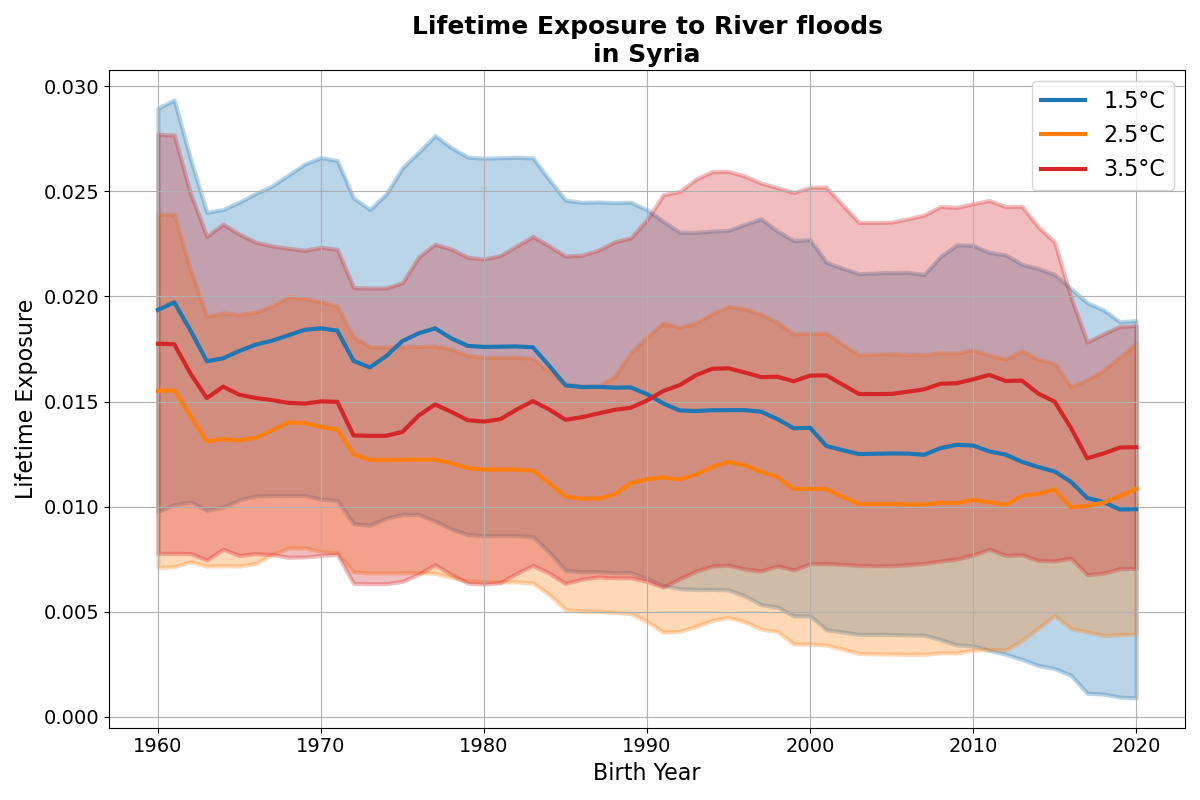 Lifetime Exposure to River floods
in Syria
Lifetime Exposure
0.030
0.025
0.020
0.015
0.010
0.005
0.000
1.5°C
2.5°C
3.5°C
1960
1970
1980
1990
2000
2010
2020
Birth Year